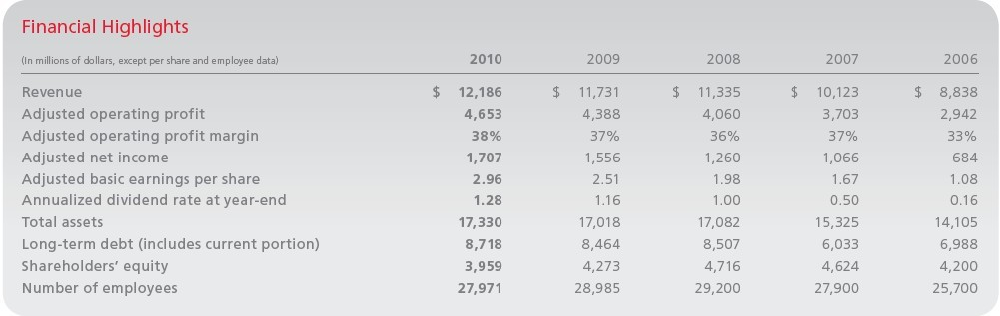 Financial Highlights
(In millions of dollars, except per share and employee data) 2010 2009 2008 2007 2006
Revenue $ 12,186 $ 11,731 $ 11,335 $ 10,123 $ 8,838
Adjusted operating profit 4,653 4,388 4,060 3,703 2,942
Adjusted operating profit margin 38% 37% 36% 37% 33%
Adjusted net income 1,707 1,556 1,260 1,066 684
Adjusted basic earnings per share 2.96 2.51 1.98 1.67 1.08
Annualized dividend rate at year-end 1.28 1.16 1.00 0.50 0.16
Total assets 17,330 17,018 17,082 15,325 14,105
Long-term debt (includes current portion) 8,718 8,464 8,507 6,033 6,988
Shareholders’ equity 3,959 4,273 4,716 4,624 4,200
Number of employees 27,971 28,985 29,200 27,900 25,700